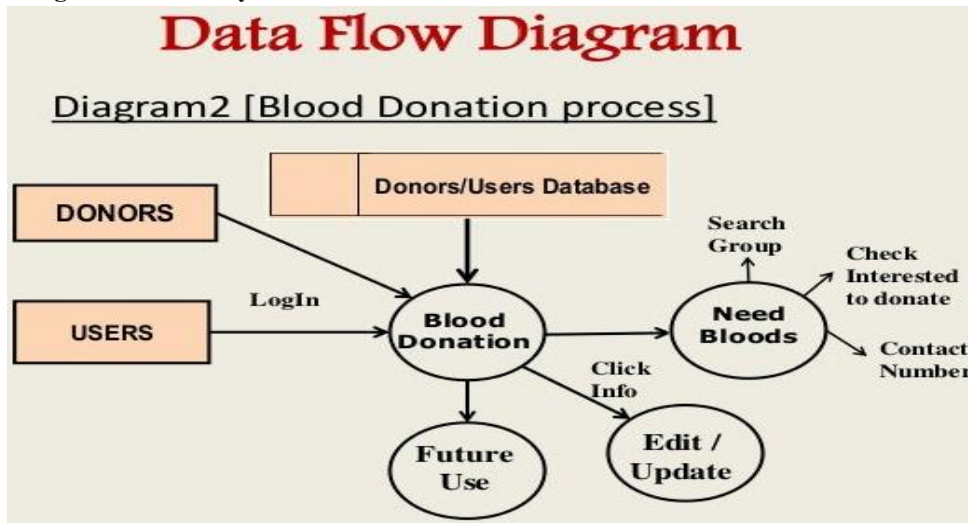 Data Flow Diagram
Diagram2 [Blood Donation process]
Donors/Users Database
DONORS
Search
Group
Check
Interested
to donate
LogIn
USERS
Blood
Donation
Need
Bloods
Contact
Number
Click
Info
Future
Use
Edit /
Update